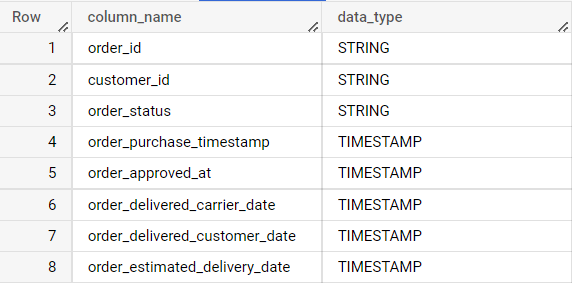 Row column_name data_type
1 order_id STRING
2 customer_id STRING
3 order_status STRING
4 order_purchase_timestamp TIMESTAMP
5 order_approved_at TIMESTAMP
6 order_delivered_carrier_date TIMESTAMP
7 order_delivered_customer_date TIMESTAMP
8 order_estimated_delivery_date TIMESTAMP